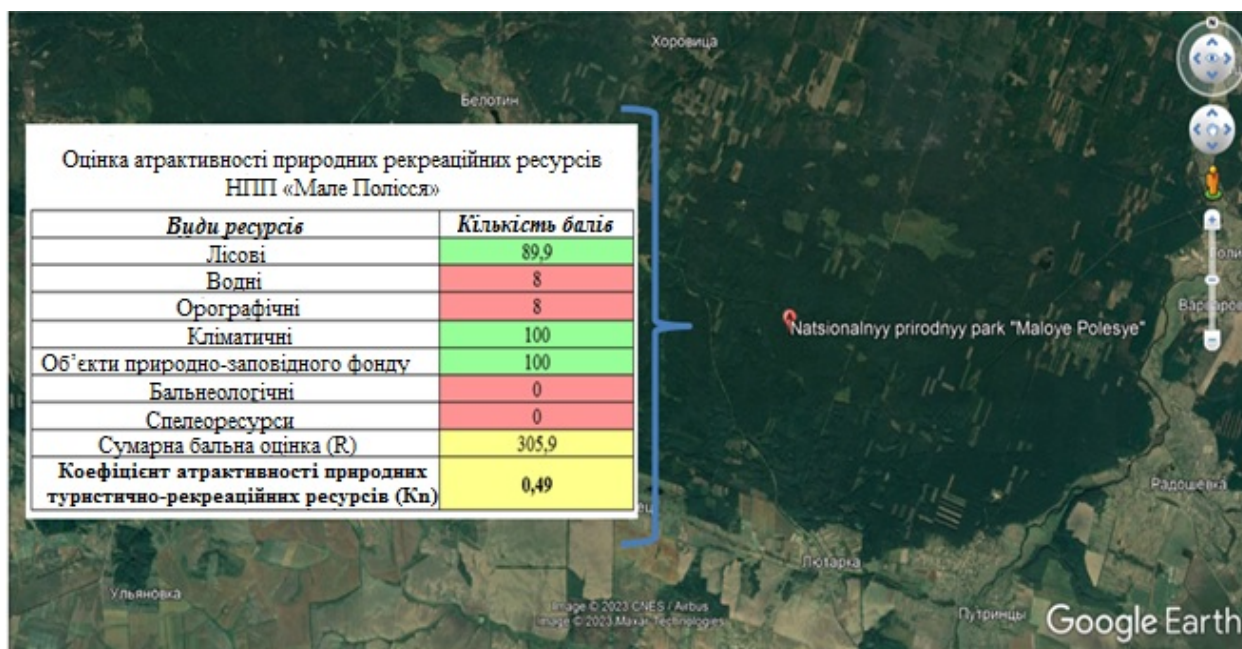 Хоровица
Белотин
Оцінка атрактивності природних рекреаційних ресурсів
НПП «Мале Полісся»
Види ресурсів Кількість балів
Лісові 89,9
Водні 8
Орографічні 8
Кліматичні 100
Об’єкти природно-заповідного фонду 100
Бальнеологічні 0
Спелеоресурси 0
Сумарна бальна оцінка (R) 305,9
Коефіцієнт атрактивності природних
туристично-рекреаційних ресурсів (Кп) 0,49
N
A
Natsionalnyy prirodnyy park "Maloye Polesye"
Радошевка
Лютарка
Ульяновка
Путринцы
Image © 2023 CNES / Airbus
Image © 2023 Maxar Technologies
Google Earth